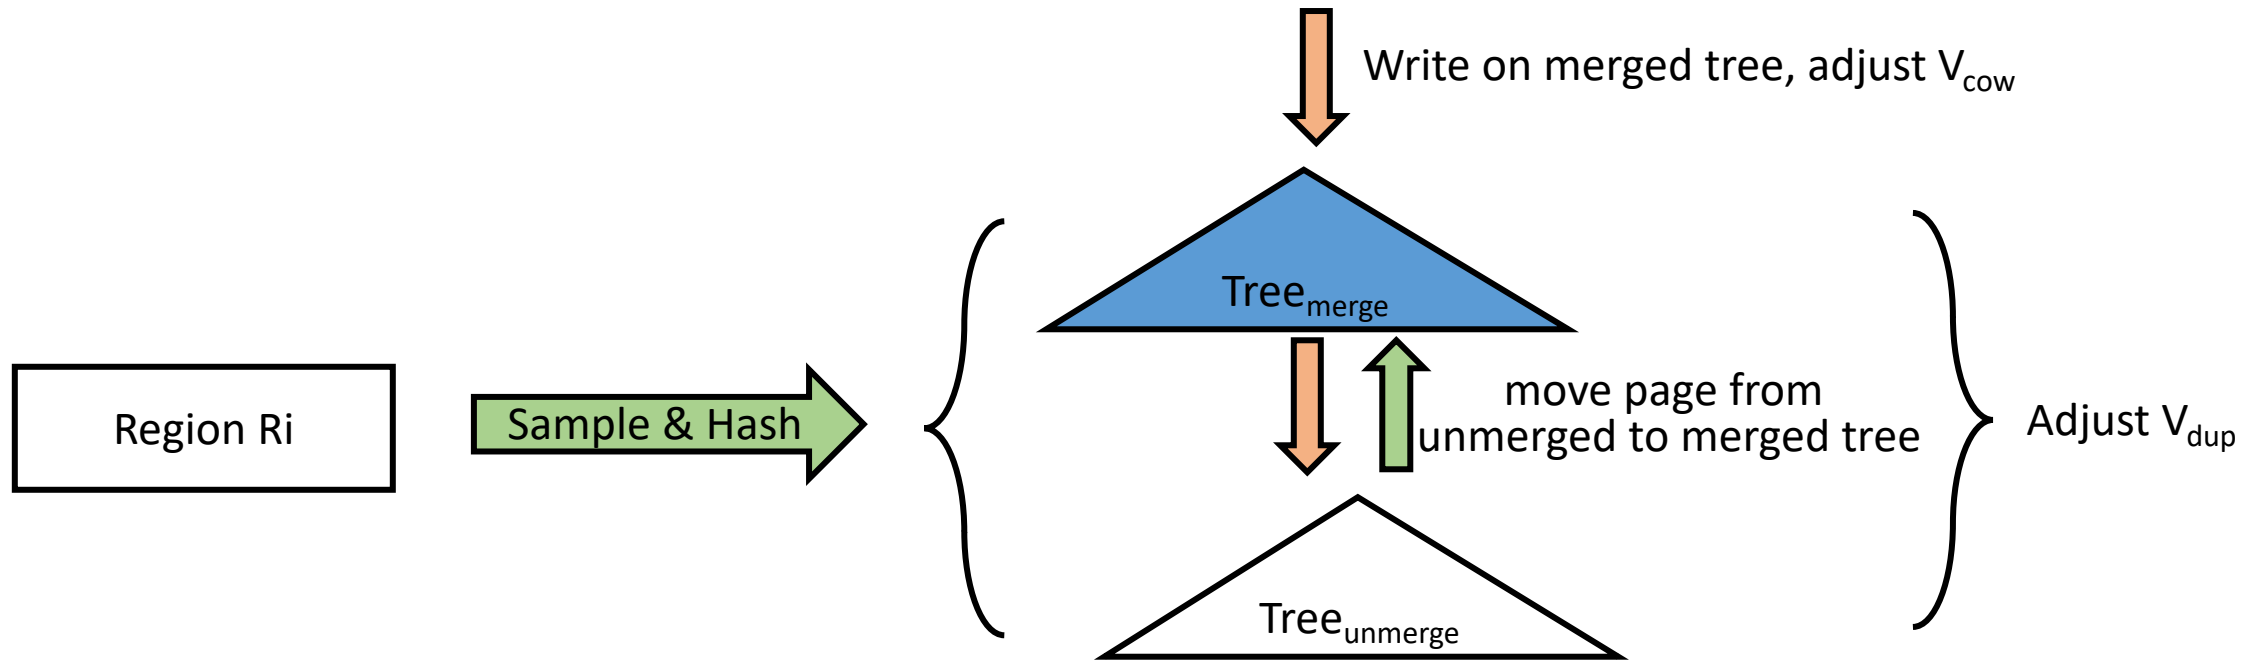 Write on merged tree, adjust Vcow
Treemerge
Region Ri
Sample & Hash
move page from
unmerged to merged tree
Adjust Vdup
Treeunmerge